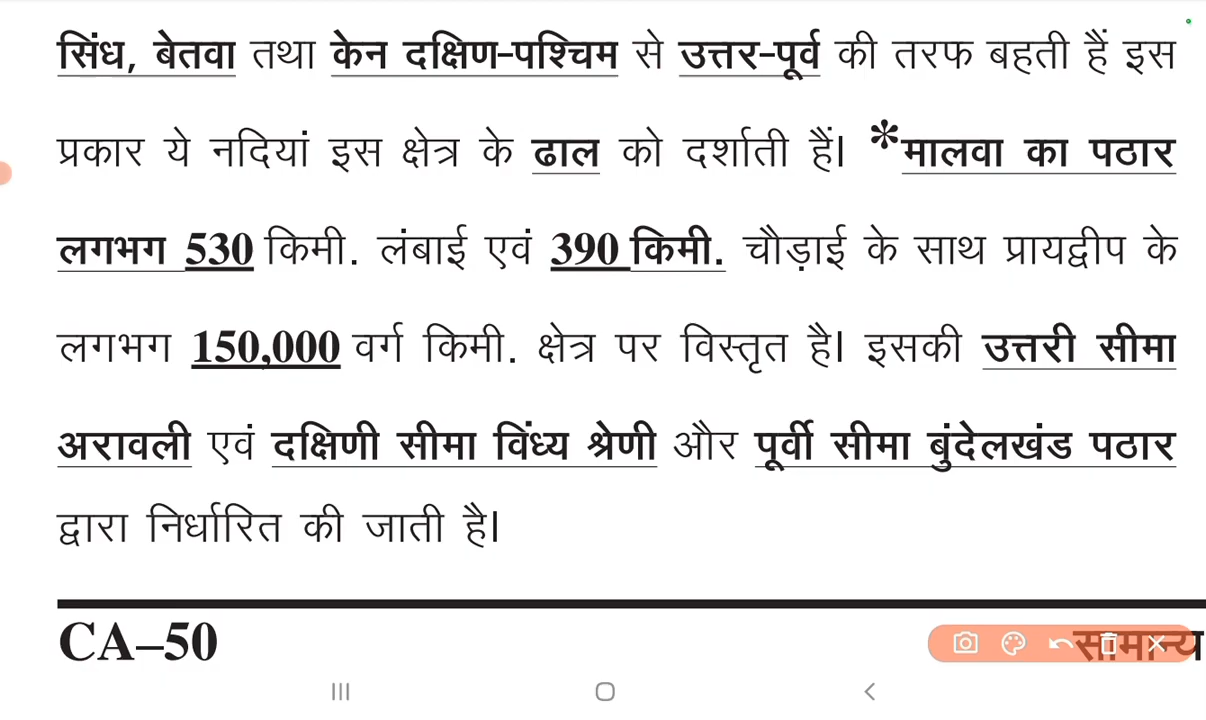 सिंध, बेतवा तथा केन दक्षिण-पश्चिम से उत्तर-पूर्व की तरफ बहती हैं इस
प्रकार ये नदियां इस क्षेत्र के ढाल को दर्शाती हैं। *मालवा का पठार
लगभग 530 किमी. लंबाई एवं 390 किमी. चौड़ाई के साथ प्रायद्वीप के
लगभग 150,000 वर्ग किमी. क्षेत्र पर विस्तृत है। इसकी उत्तरी सीमा
अरावली एवं दक्षिणी सीमा विंध्य श्रेणी और पूर्वी सीमा बुंदेलखंड पठार
द्वारा निर्धारित की जाती है।
CA–50 सामान्य